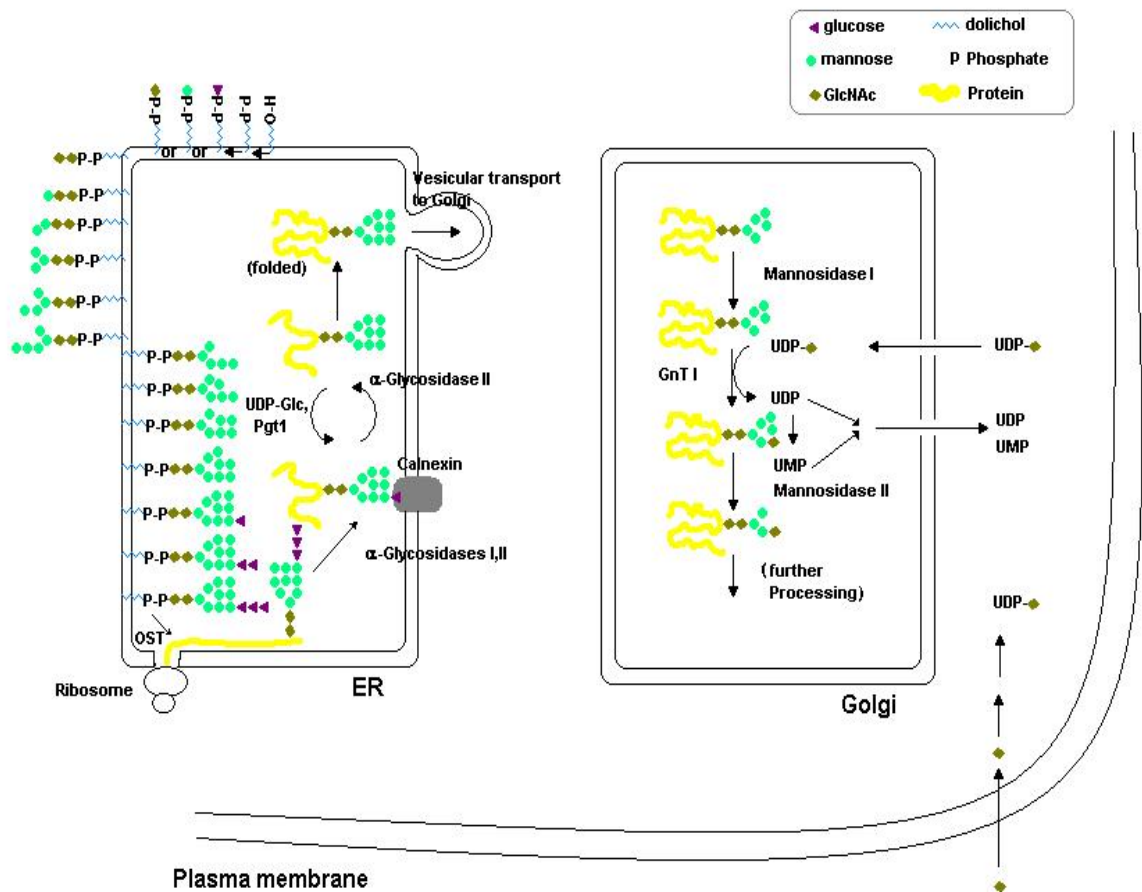 glucose
dolichol
mannose
P Phosphate
GlcNAc
Protein
P-P
P-P
P-P
P-P
H-O
or
or
P-P
P-P
P-P
P-P
P-P
P-P
Vesicular transport
to Golgi
(folded)
P-P
P-P
P-P
P-P
P-P
P-P
P-P
α-Glycosidase II
UDP-Glc,
Pgt1
Calnexin
α-Glycosidases I,II
OST
Ribosome
ER
Mannosidase I
UDP-
GnT I
UDP
UMP
Mannosidase II
(further
Processing)
Golgi
UDP-
UDP
UMP
UDP-
Plasma membrane